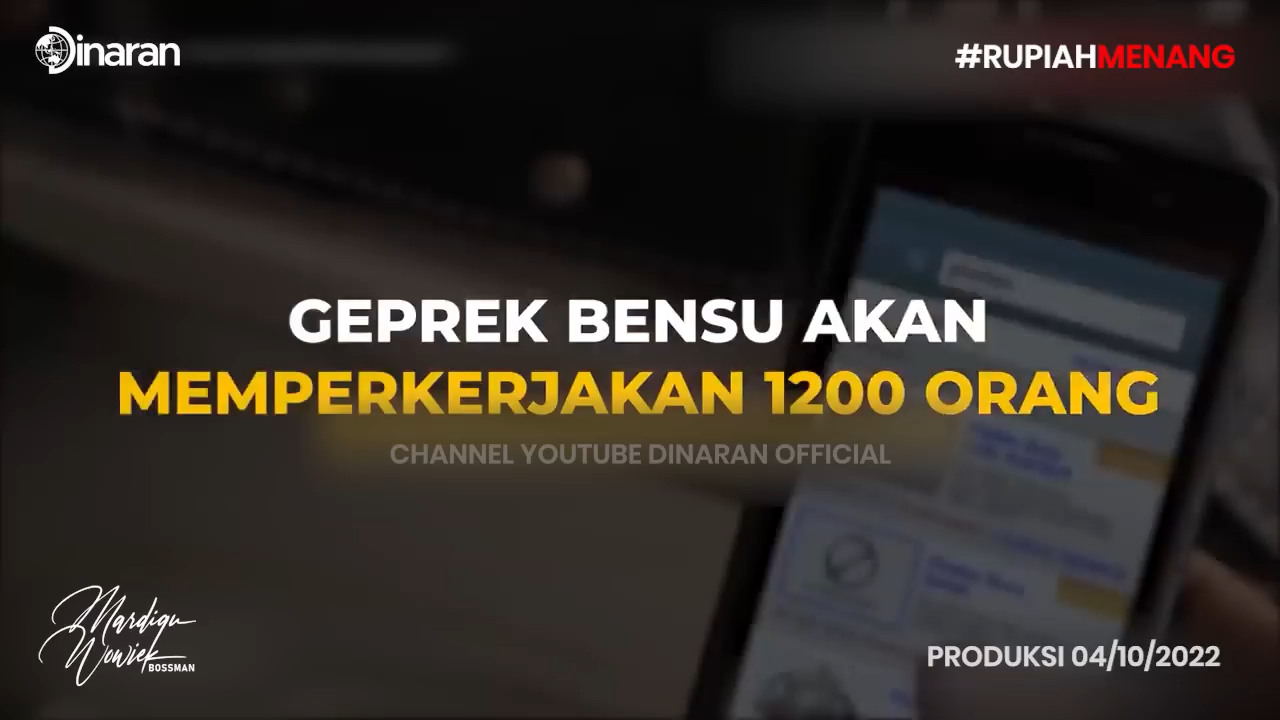 Dinaran
#RUPIAHMENANG
GEPREK BENSU AKAN
MEMPERKERJAKAN 1200 ORANG
CHANNEL YOUTUBE DINARAN OFFICIAL
Mardigu
Wowiek
BOSSMAN
PRODUKSI 04/10/2022